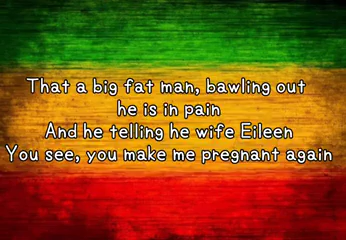 That a big fat man, bawling out
he is in pain
And he telling he wife Eileen
You see, you make me pregnant again